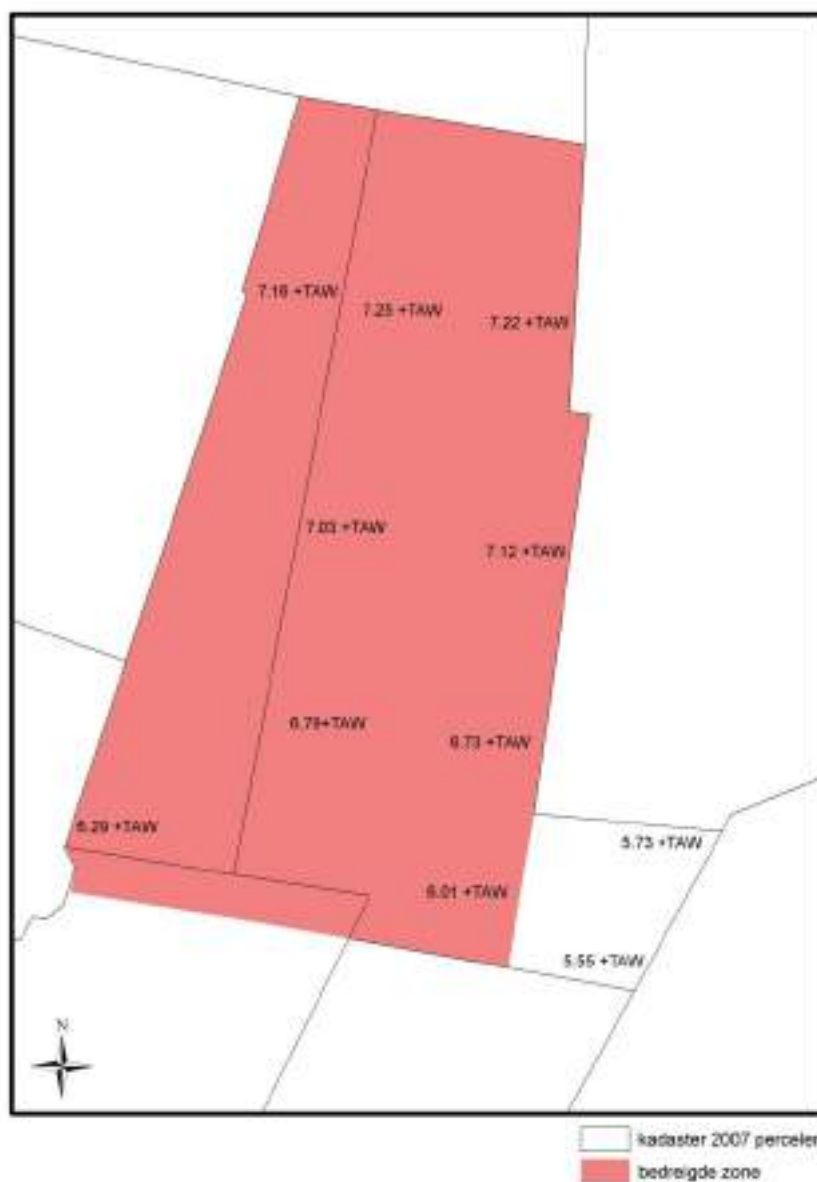 7.16 +TAW
7.25 +TAW
7.22 +TAW
7.03 +TAW
7.12 +TAW
6.79+TAW
6.73 +TAW
6.29 +TAW
5.73 +TAW
6.01 +TAW
5.55 +TAW
N
kadaster 2007 percelen
bedreigde zone